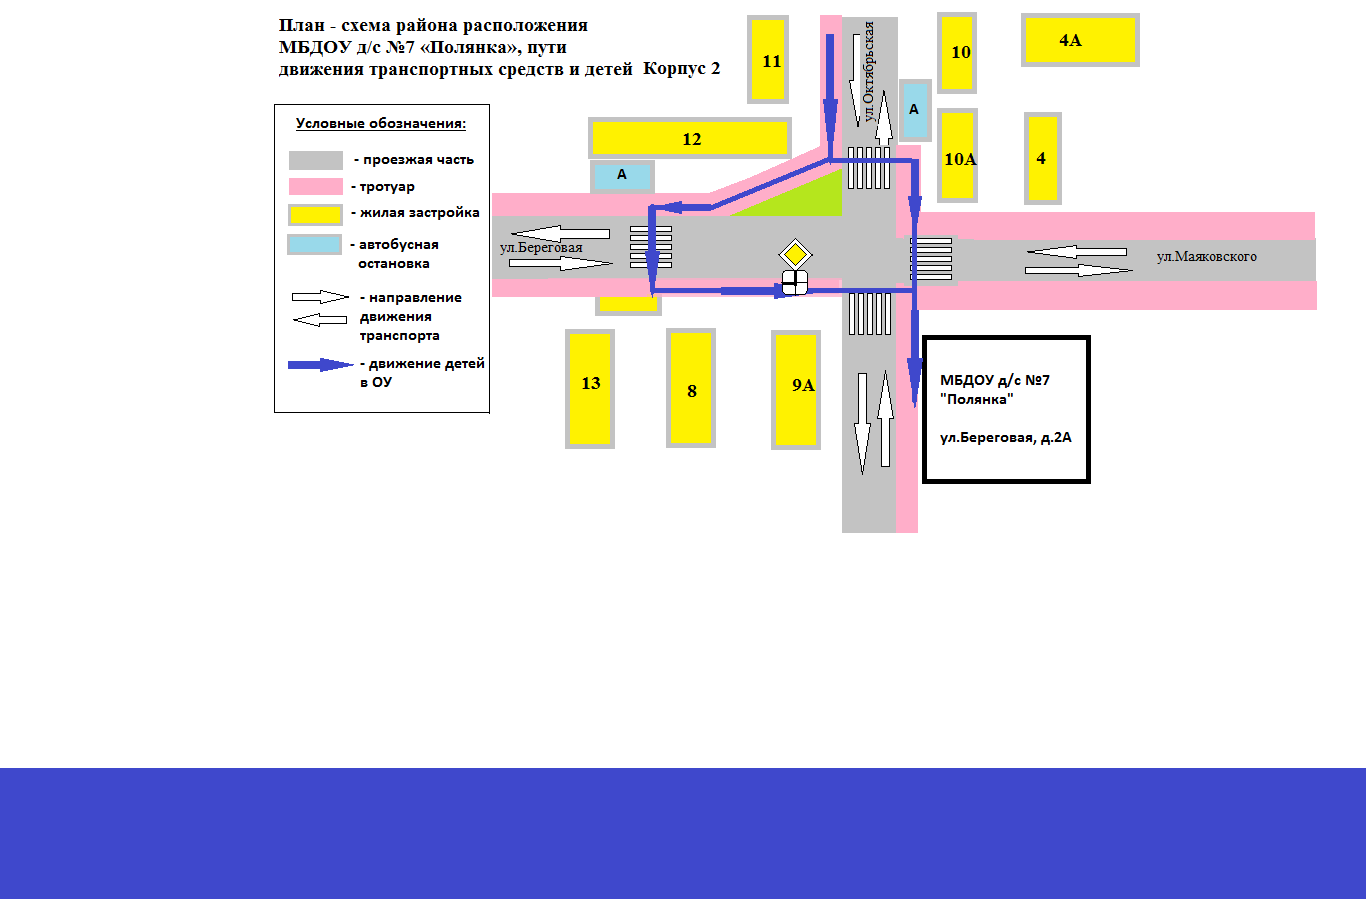 План - схема района расположения
МБДОУ д/с №7 «Полянка», пути
движения транспортных средств и детей Корпус 2
Условные обозначения:
- проезжая часть
- тротуар
- жилая застройка
- автобусная
остановка
- направление
движения
транспорта
- движение детей
в ОУ
11
12
А
ул.Октябрьская
А
10
4А
10А
4
ул.Береговая
ул.Маяковского
13
8
9А
МБДОУ д/с №7
"Полянка"
ул.Береговая, д.2А